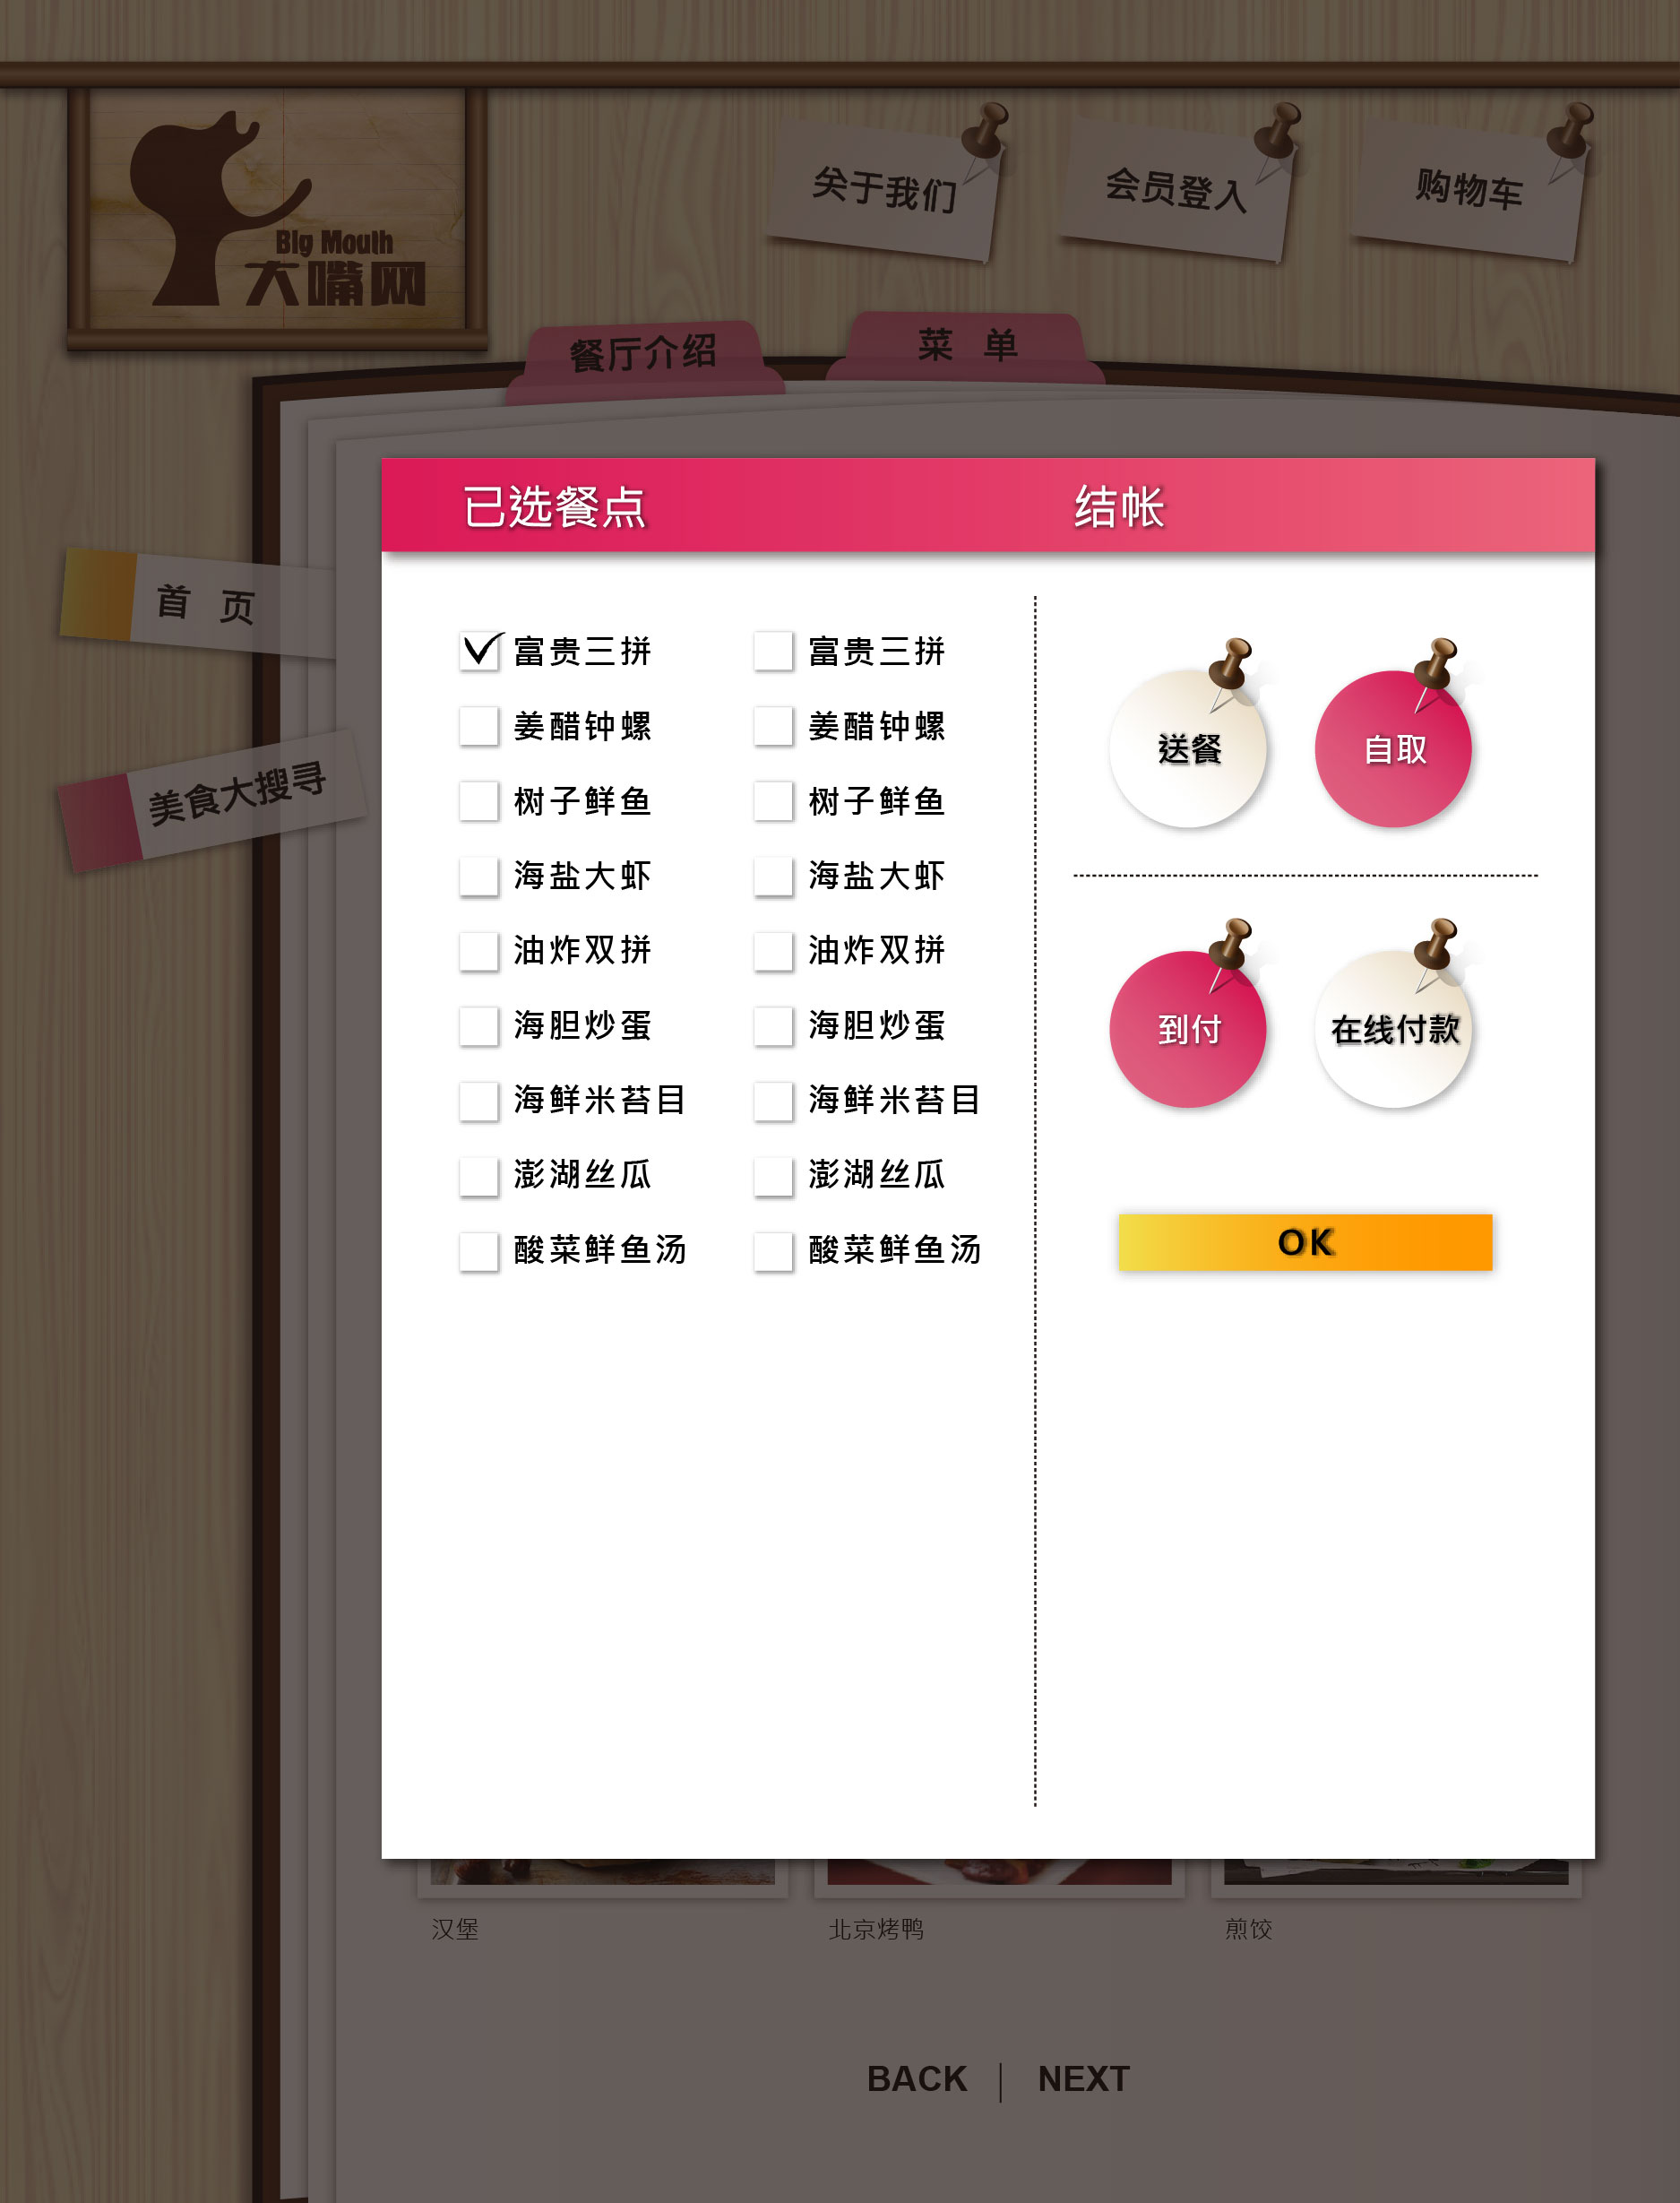 Big Mouth
大嘴网
关于我们
会员登入
购物车
餐厅介绍
菜 单
首 页
美食大搜寻
已选餐点
结帐
富贵三拼
富贵三拼
姜醋钟螺
姜醋钟螺
树子鲜鱼
树子鲜鱼
海盐大虾
海盐大虾
油炸双拼
油炸双拼
海胆炒蛋
海胆炒蛋
海鲜米苔目
海鲜米苔目
澎湖丝瓜
澎湖丝瓜
酸菜鲜鱼汤
酸菜鲜鱼汤
送餐
自取
到付
在线付款
OK
汉堡
北京烤鸭
煎饺
BACK | NEXT